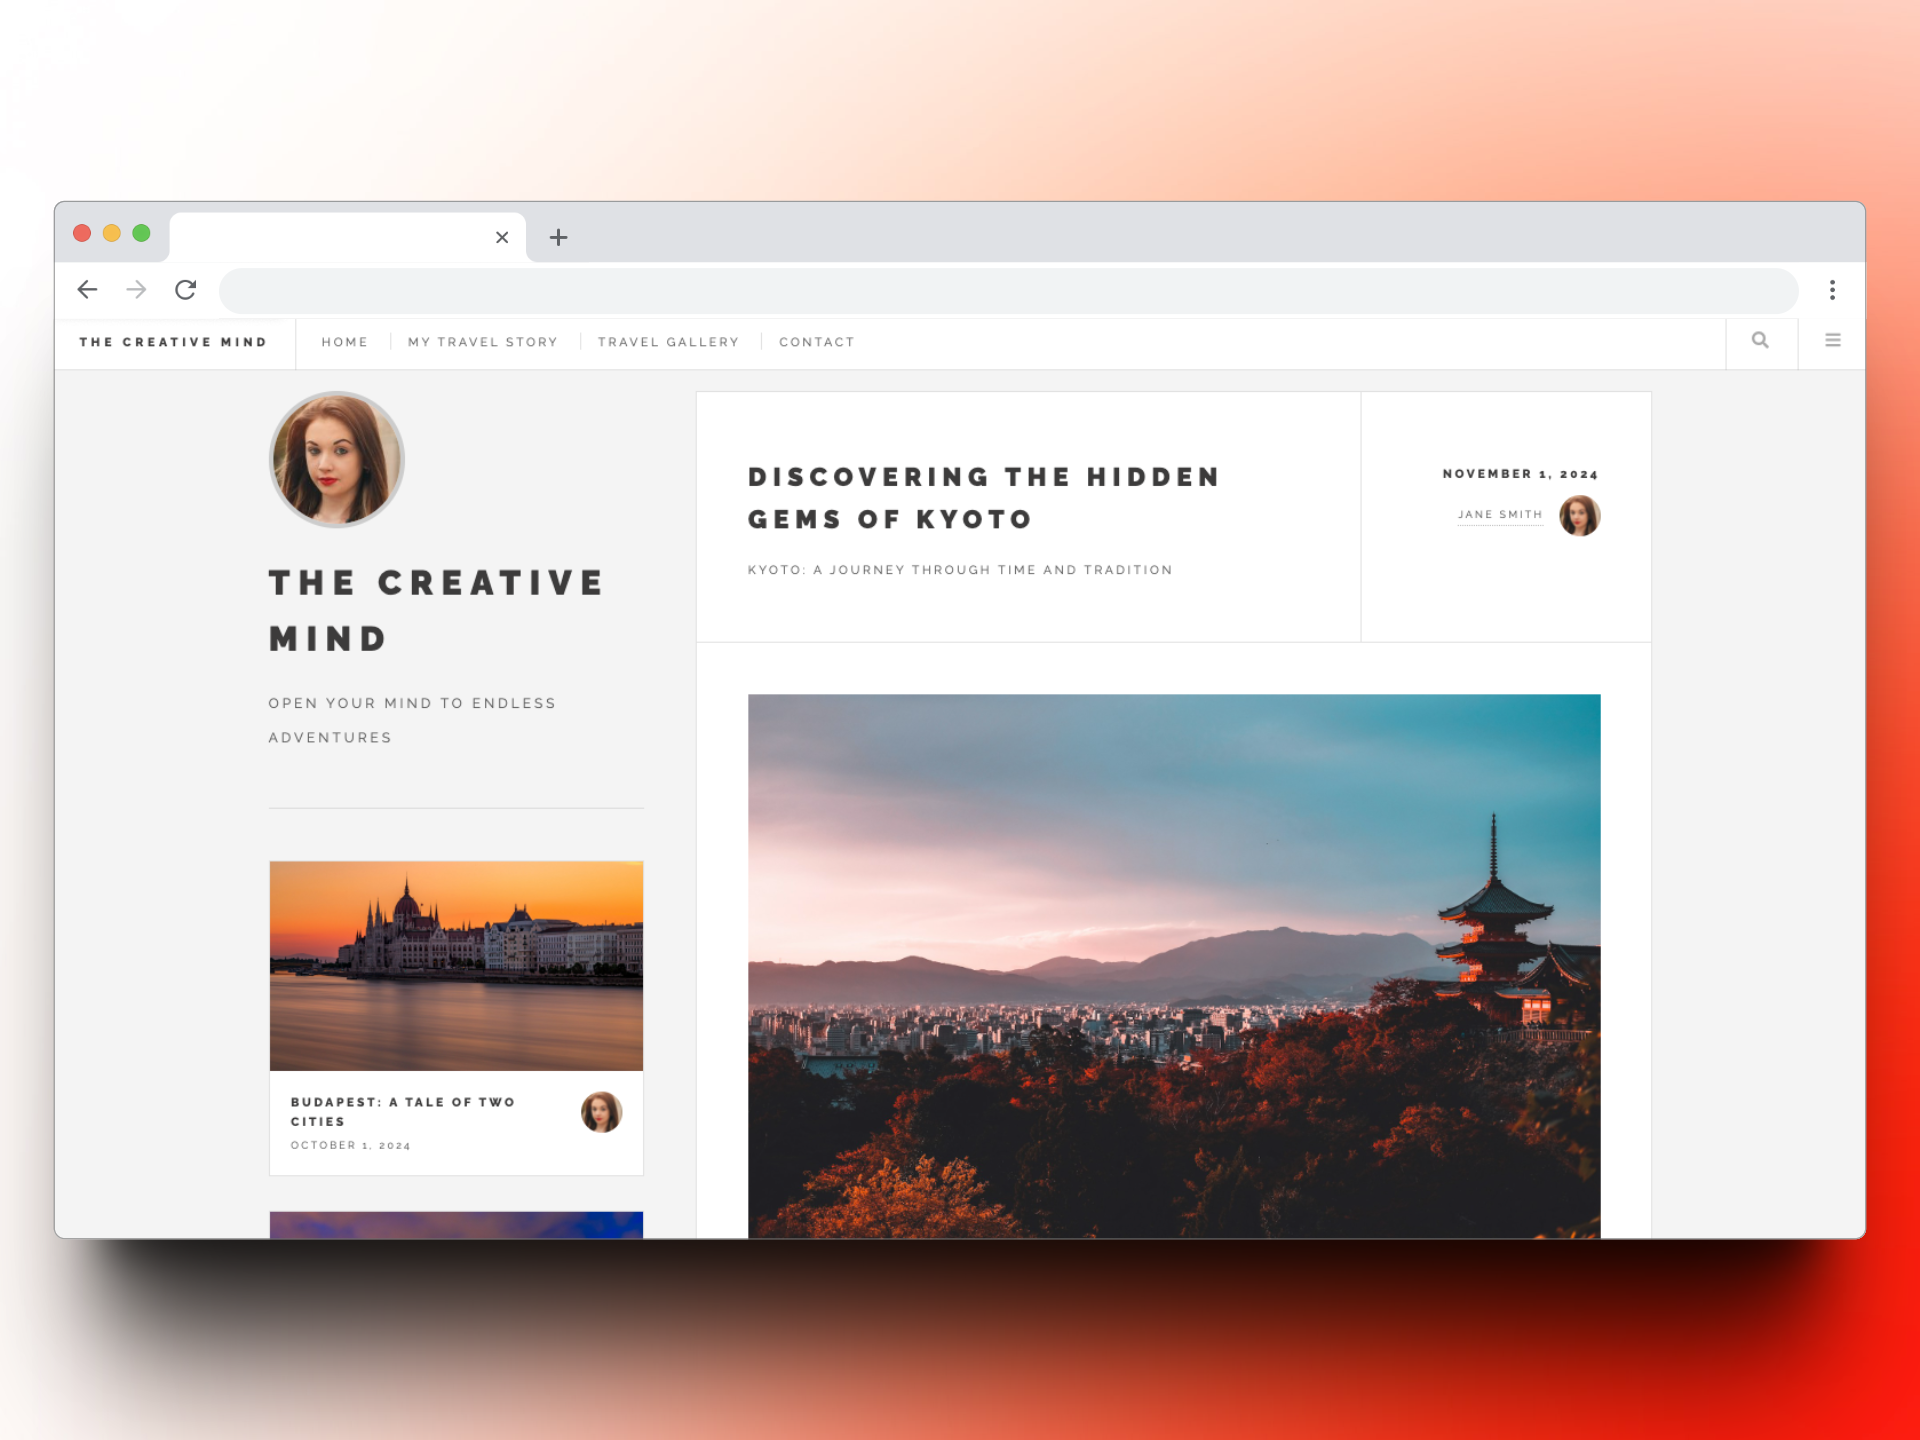 THE CREATIVE MIND
HOME
MY TRAVEL STORY
TRAVEL GALLERY
CONTACT
THE CREATIVE
MIND
OPEN YOUR MIND TO ENDLESS
ADVENTURES
BUDAPEST: A TALE OF TWO
CITIES
OCTOBER 1, 2024
DISCOVERING THE HIDDEN
GEMS OF KYOTO
KYOTO: A JOURNEY THROUGH TIME AND TRADITION
NOVEMBER 1, 2024
JANE SMITH